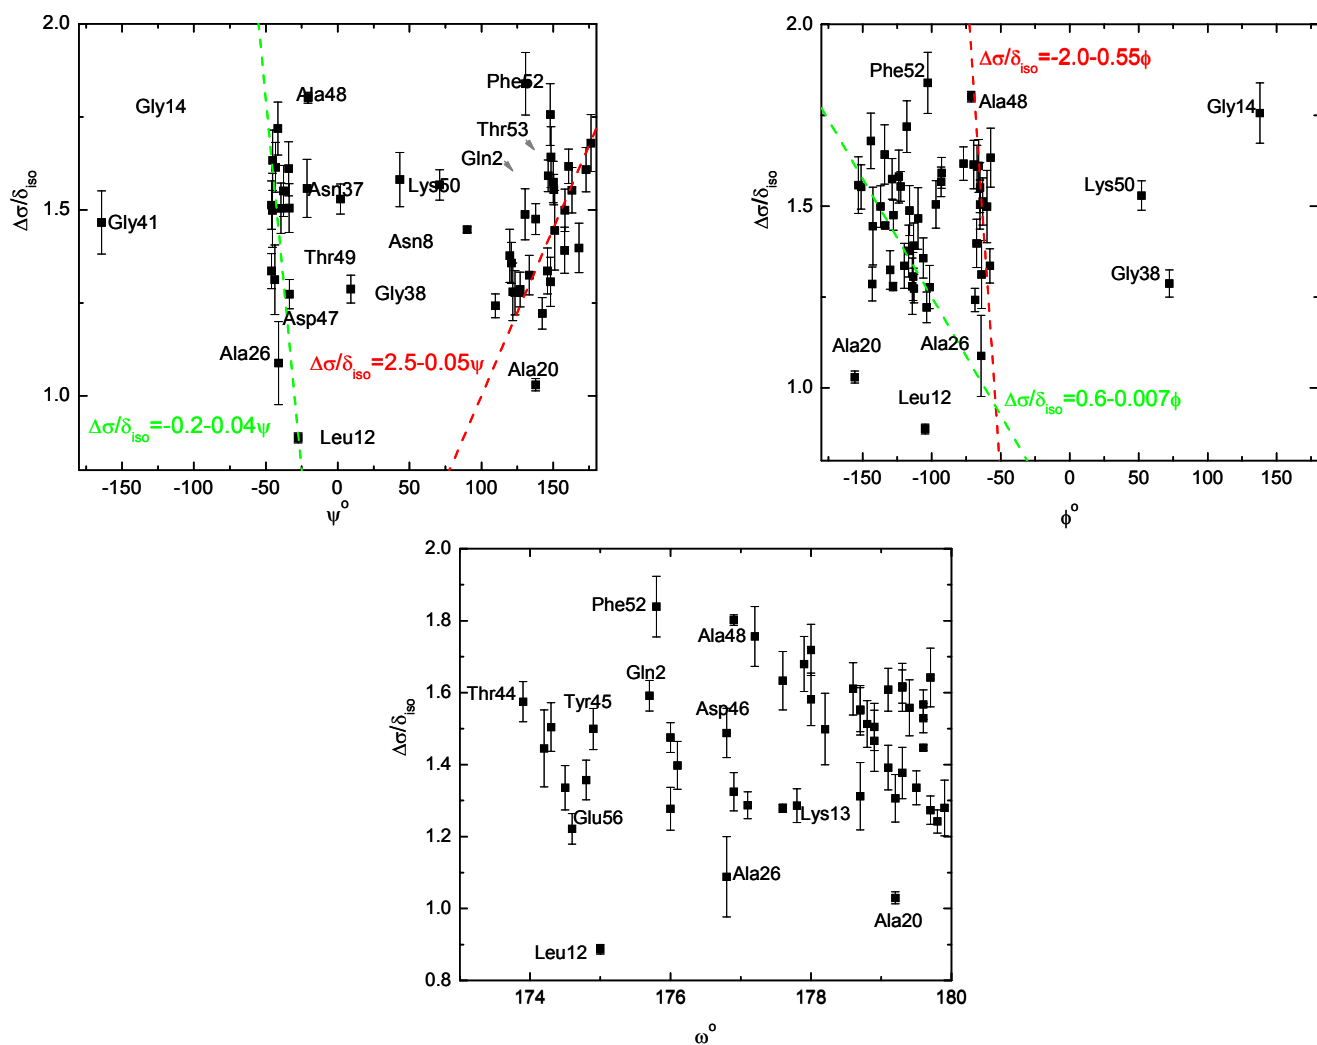 2.0
1.5
1.0
Δσ/δiso
Phe52
Ala48
Gly14
Thr53
Gln2
Asn37
Lys50
Gly41
Asn8
Thr49
Gly38
Asp47
Ala26
Δσ/δiso=2.5-0.05ψ
Ala20
Δσ/δiso=-0.2-0.04ψ
Leu12
-150 -100 -50 0 50 100 150
ψ°
2.0
1.5
1.0
Δσ/δiso
Δσ/δiso=-2.0-0.55ϕ
Phe52
Ala48
Gly14
Lys50
Gly38
Ala20
Ala26
Leu12
Δσ/δiso=0.6-0.007ϕ
-150 -100 -50 0 50 100 150
ϕ°
2.0
1.8
1.6
1.4
1.2
1.0
0.8
Δσ/δiso
Phe52
Ala48
Gln2
Thr44
Tyr45
Asp46
Glu56
Lys13
Ala26
Ala20
Leu12
174 176 178 180
ω°